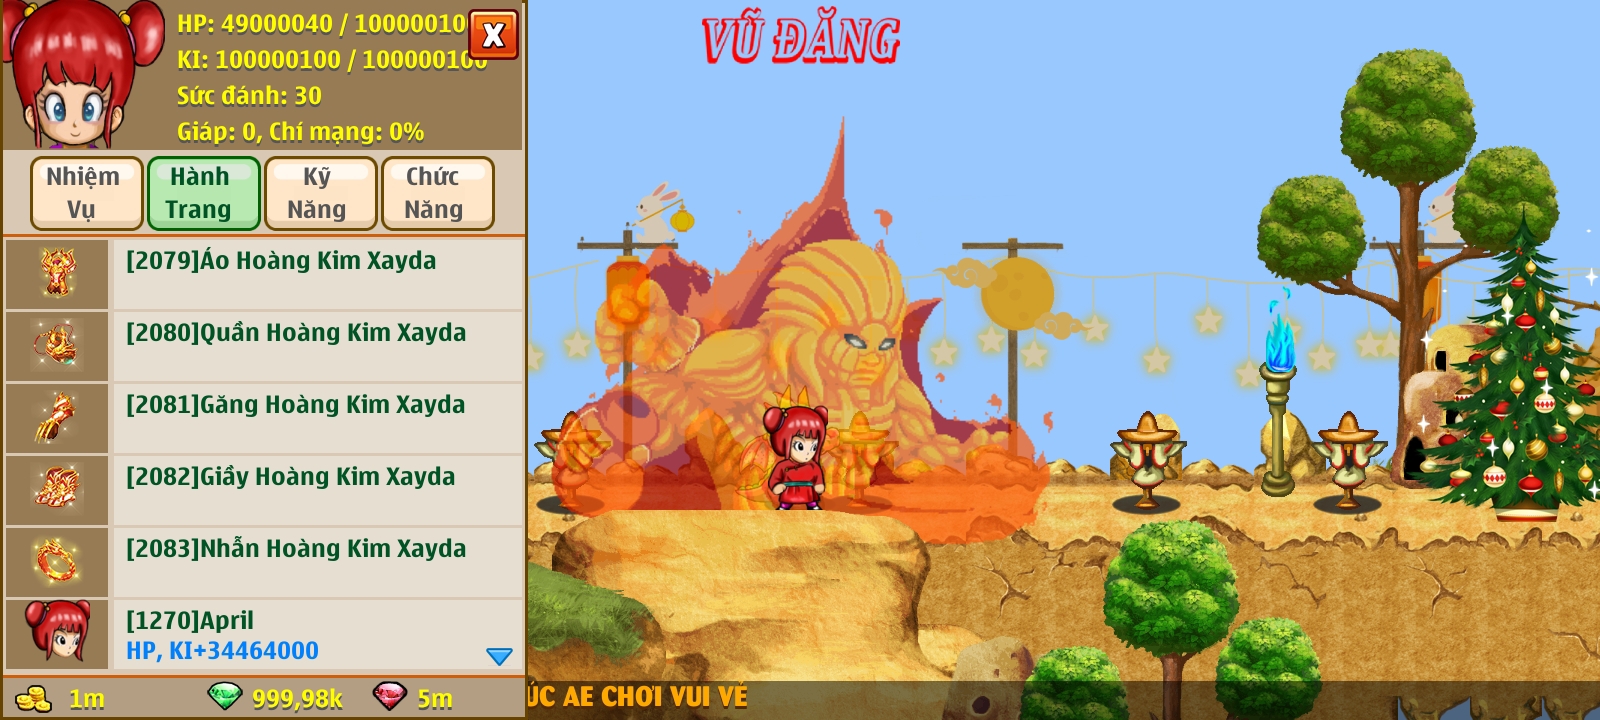 HP: 49000040 / 10000010
KI: 100000100 / 100000100
Sức đánh: 30
Giáp: 0, Chí mạng: 0%
X
Nhiệm Vụ
Hành Trang
Kỹ Năng
Chức Năng
[2079]Áo Hoàng Kim Xayda
[2080]Quần Hoàng Kim Xayda
[2081]Găng Hoàng Kim Xayda
[2082]Giầy Hoàng Kim Xayda
[2083]Nhẫn Hoàng Kim Xayda
[1270]April
HP, KI+34464000
1m
999,98k
5m
VŨ ĐĂNG
ÚC AE CHƠI VUI VẺ